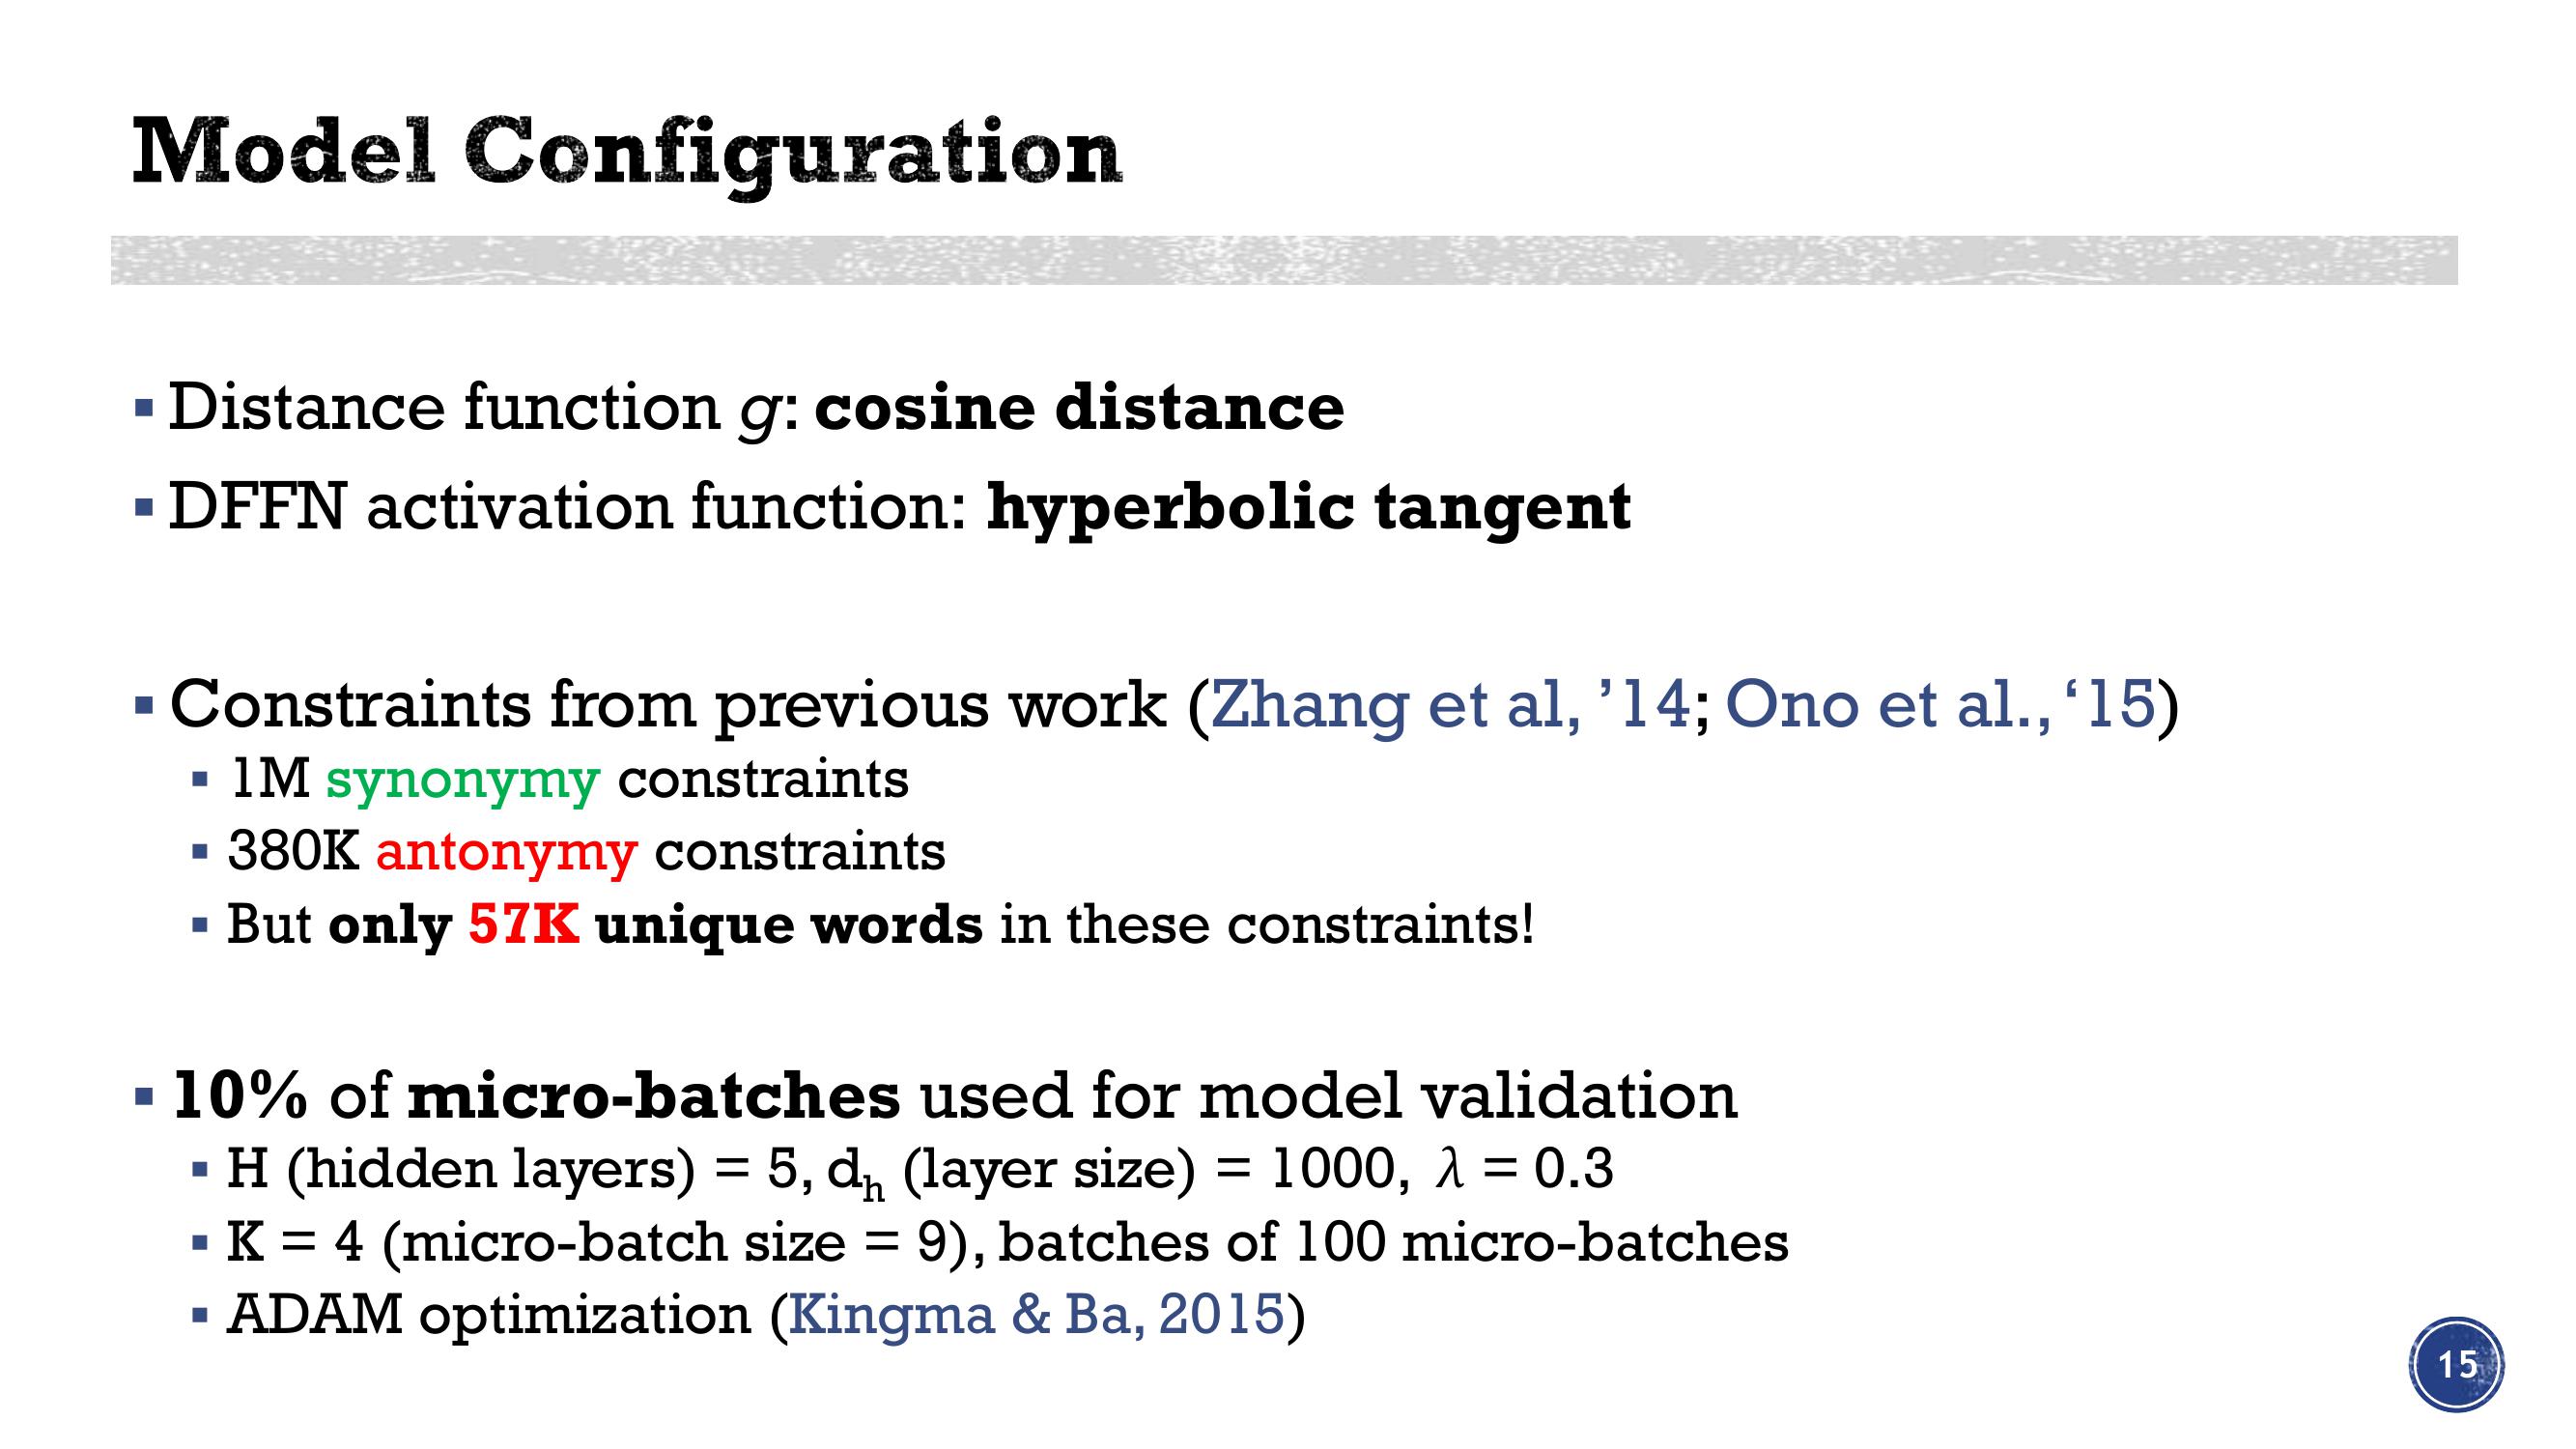 Model Configuration
▪ Distance function g: cosine distance
▪ DFFN activation function: hyperbolic tangent
▪ Constraints from previous work (Zhang et al, ’14; Ono et al., ‘15)
▪ 1M synonymy constraints
▪ 380K antonymy constraints
▪ But only 57K unique words in these constraints!
▪ 10% of micro-batches used for model validation
▪ H (hidden layers) = 5, dh (layer size) = 1000, λ = 0.3
▪ K = 4 (micro-batch size = 9), batches of 100 micro-batches
▪ ADAM optimization (Kingma & Ba, 2015)
15